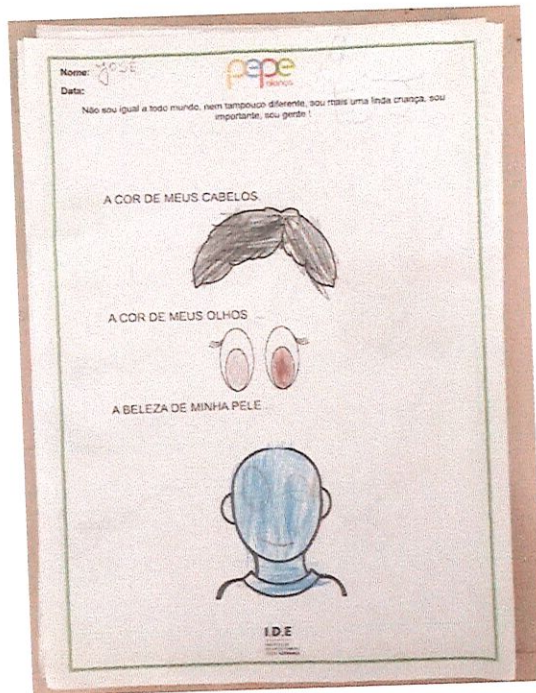 Nome: JOSÉ
pepe
Data:
Não sou igual a todo mundo, nem tampouco diferente, sou mais uma linda criança, sou
importante, sou gente !
A COR DE MEUS CABELOS
A COR DE MEUS OLHOS ...
A BELEZA DE MINHA PELE...
I.D.E